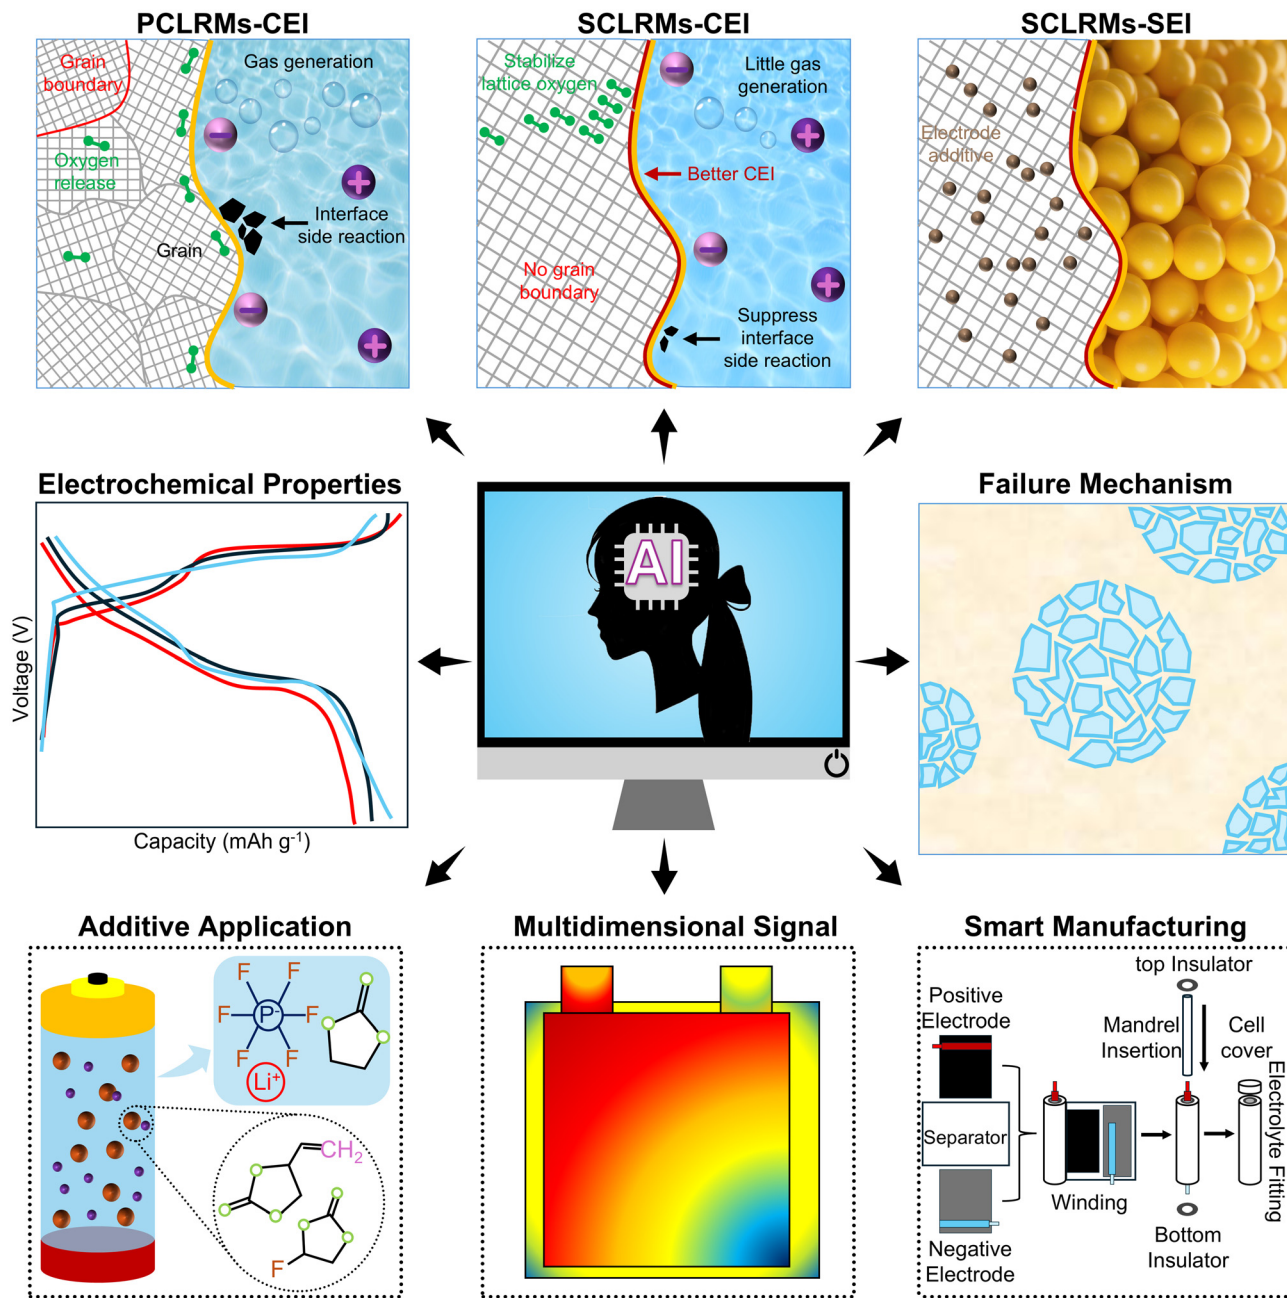 PCLRMs-CEI
Grain
boundary
Gas generation
Oxygen
release
Interface
side reaction
Grain
SCLRMs-CEI
Stabilize
lattice oxygen
Little gas
generation
Better CEI
No grain
boundary
Suppress
interface
side reaction
SCLRMs-SEI
Electrode
additive
Electrochemical Properties
Voltage (V)
Capacity (mAh g⁻¹)
AI
Failure Mechanism
Additive Application
F
F
F
P⁻
F
F
F
Li⁺
CH₂
F
Multidimensional Signal
Smart Manufacturing
top Insulator
Positive
Electrode
Mandrel
Insertion
Cell
cover
Separator
Winding
Electrolyte Fitting
Negative
Electrode
Bottom
Insulator